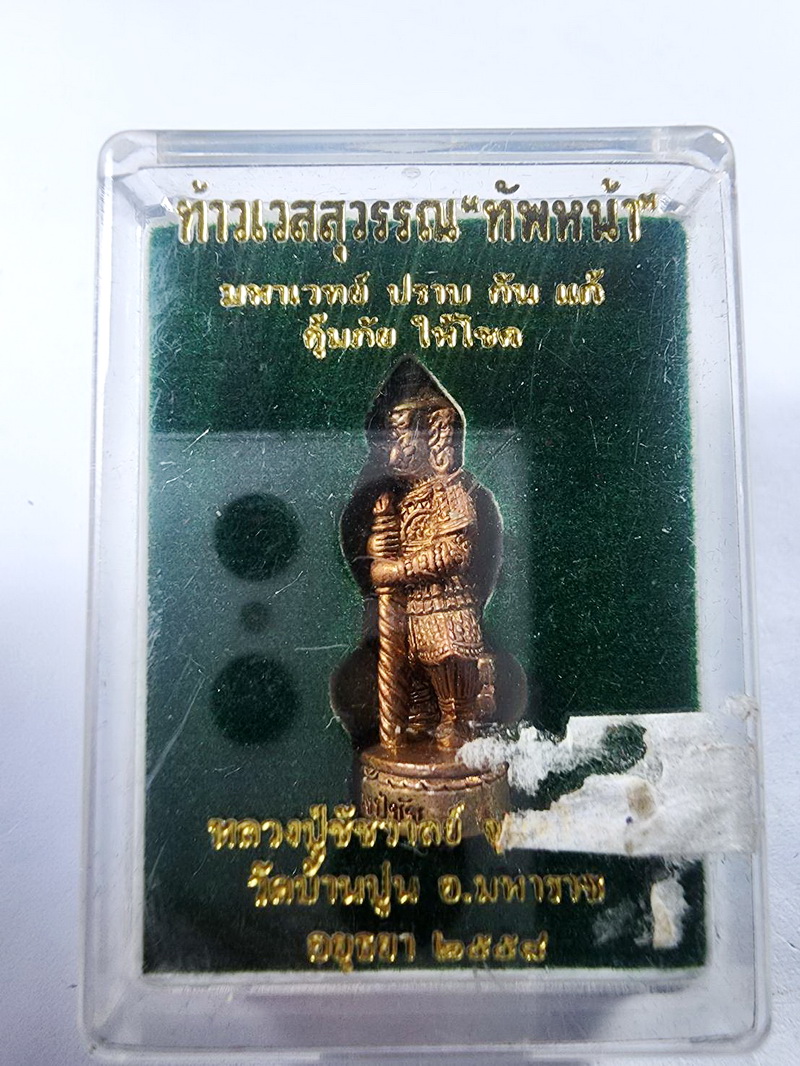 ท้าวเวสสุวรรณ“ทัพหน้า”
มหาเวทย์ ปราบ กัน แก้
คุ้มภัย ให้โชค
หลวงปู่ชัชวาลย์
วัดบ้านปูน อ.มหาราช
อยุธยา ๒๕๕๘